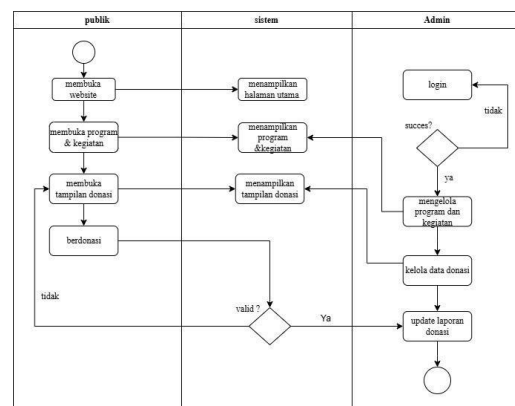 publik
sistem
Admin
membuka
website
menampilkan
halaman utama
login
tidak
membuka program
& kegiatan
menampilkan
program
&kegiatan
succes?
ya
membuka
tampilan donasi
menampilkan
tampilan donasi
mengelola
program dan
kegiatan
berdonasi
kelola data donasi
tidak
valid ?
Ya
update laporan
donasi